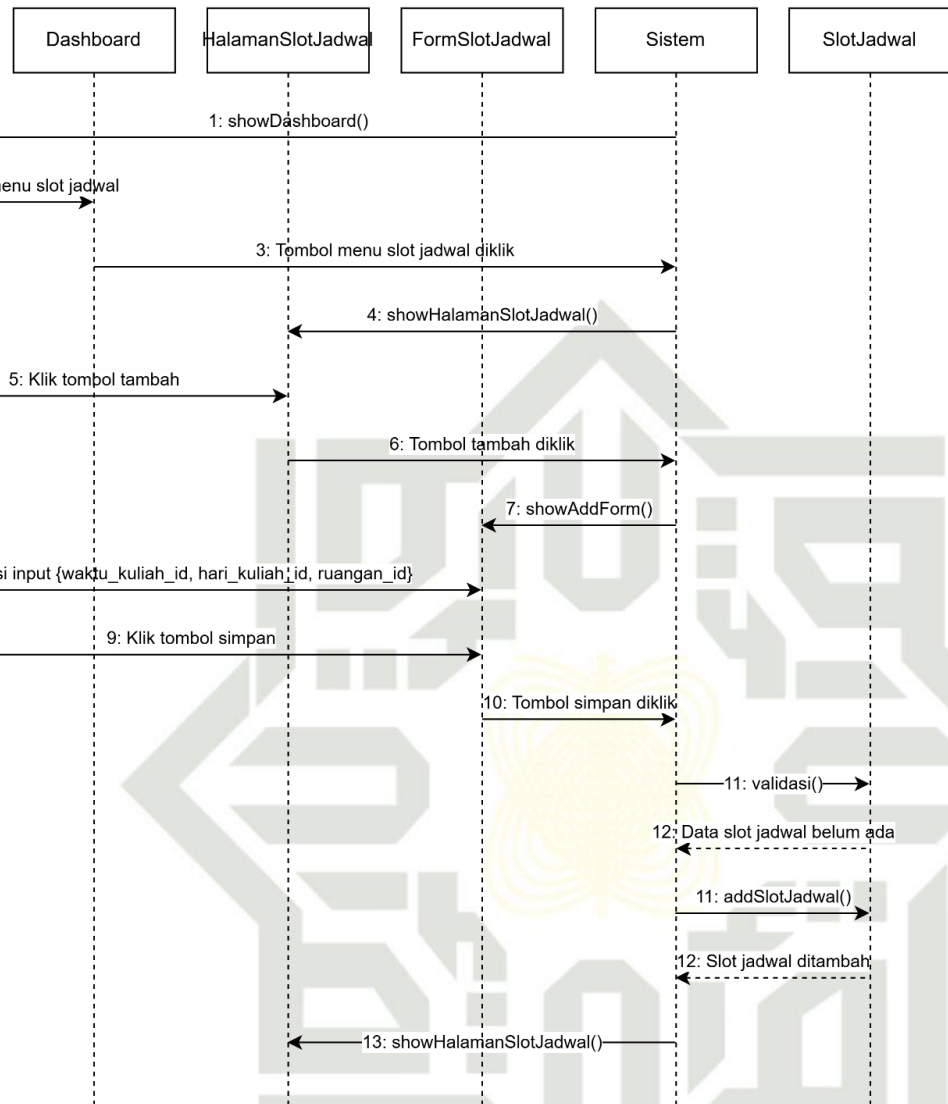 Dashboard
HalamanSlotJadwal
FormSlotJadwal
Sistem
SlotJadwal
1: showDashboard()
enu slot jadwal
3: Tombol menu slot jadwal diklik
4: showHalamanSlotJadwal()
5: Klik tombol tambah
6: Tombol tambah diklik
7: showAddForm()
si input {waktu_kuliah_id, hari_kuliah_id, ruangan_id}
9: Klik tombol simpan
10: Tombol simpan diklik
11: validasi()
12: Data slot jadwal belum ada
11: addSlotJadwal()
12: Slot jadwal ditambah
13: showHalamanSlotJadwal()